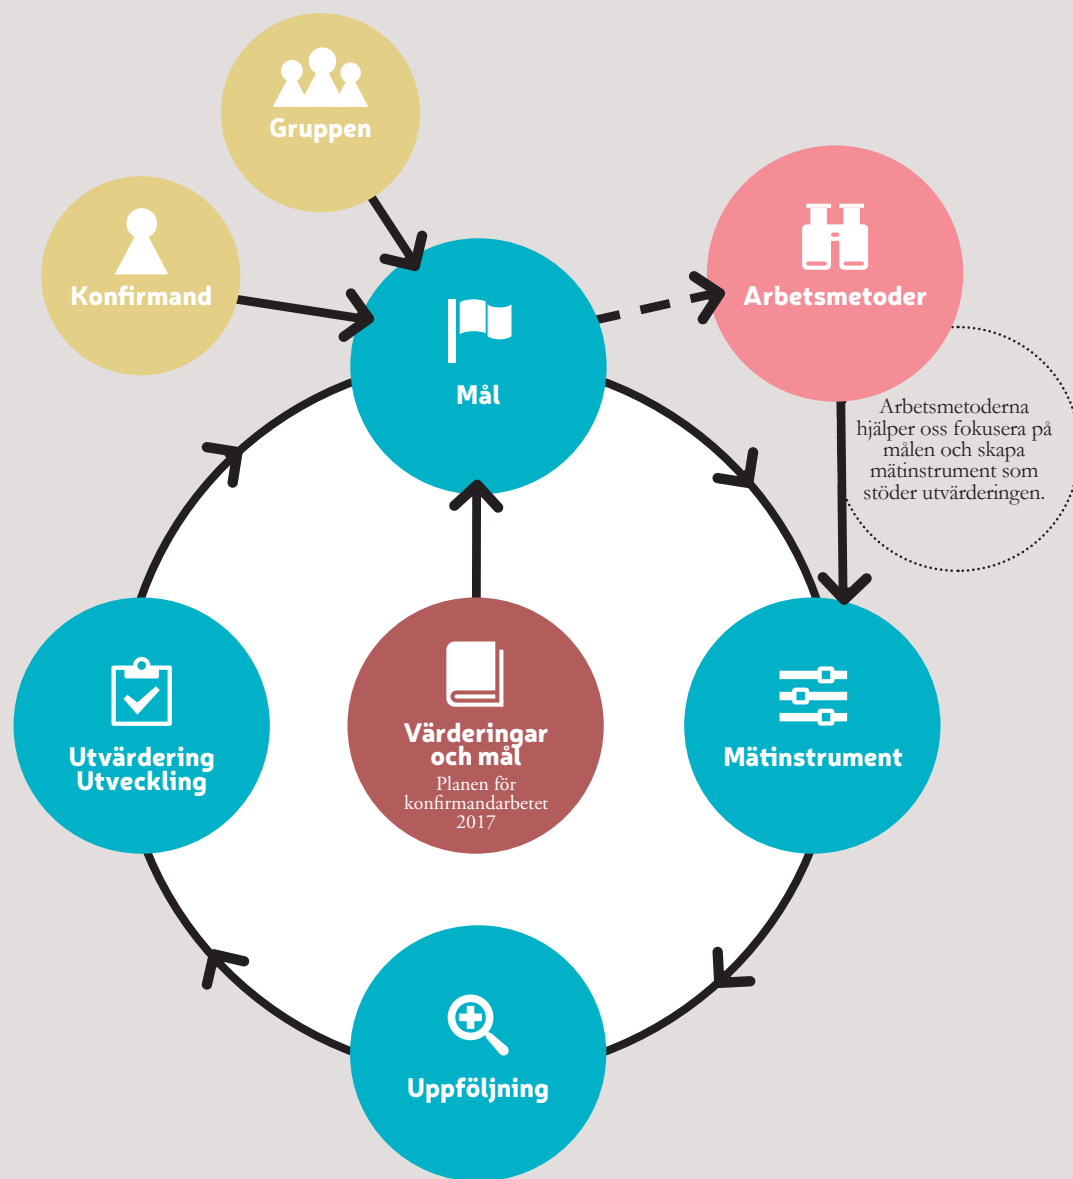 Gruppen
Konfirmand
Arbetsmetoder
Mål
Arbetsmetoderna
hjälper oss fokusera på
målen och skapa
mätinstrument som
stöder utvärderingen.
Utvärdering
Utveckling
Värderingar
och mål
Planen för
konfirmandarbetet
2017
Mätinstrument
Uppföljning